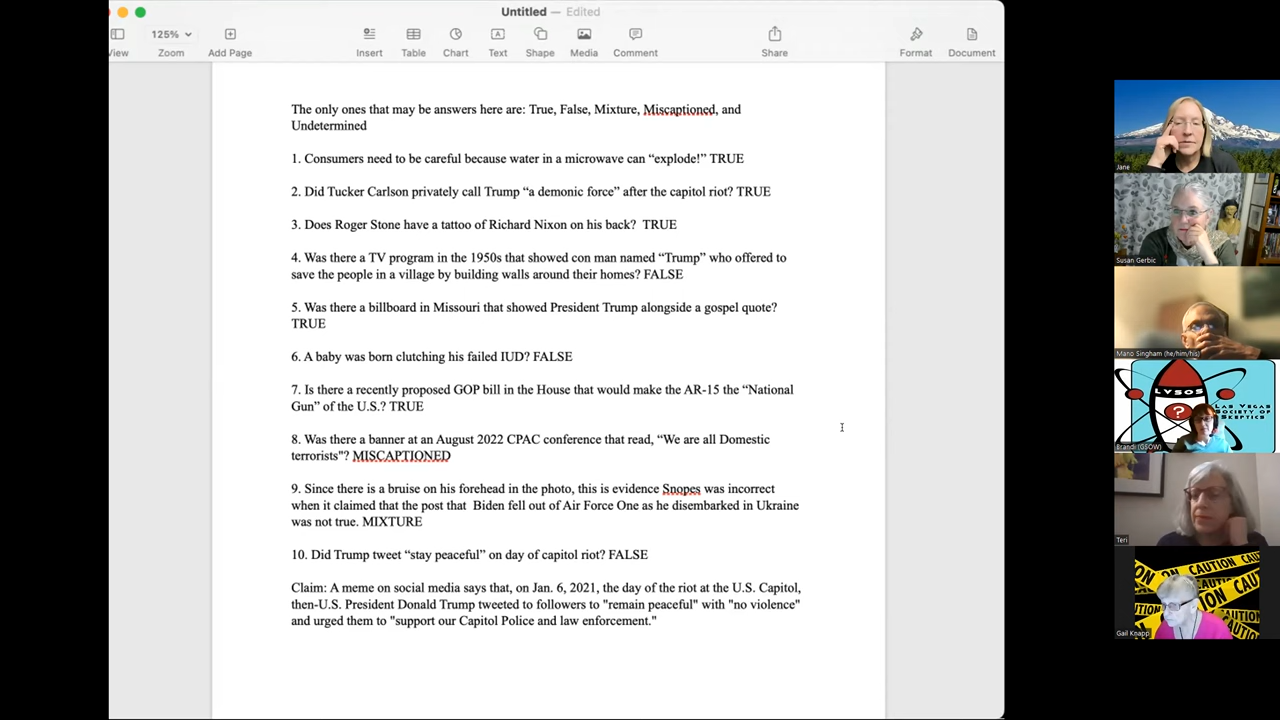 Untitled — Edited
View
125%
Zoom
Add Page
Insert
Table
Chart
Text
Shape
Media
Comment
Share
Format
Document
The only ones that may be answers here are: True, False, Mixture, Miscaptioned, and
Undetermined
1. Consumers need to be careful because water in a microwave can “explode!” TRUE
2. Did Tucker Carlson privately call Trump “a demonic force” after the capitol riot? TRUE
3. Does Roger Stone have a tattoo of Richard Nixon on his back?  TRUE
4. Was there a TV program in the 1950s that showed con man named “Trump” who offered to
save the people in a village by building walls around their homes? FALSE
5. Was there a billboard in Missouri that showed President Trump alongside a gospel quote?
TRUE
6. A baby was born clutching his failed IUD? FALSE
7. Is there a recently proposed GOP bill in the House that would make the AR-15 the “National
Gun” of the U.S.? TRUE
8. Was there a banner at an August 2022 CPAC conference that read, “We are all Domestic
terrorists"? MISCAPTIONED
9. Since there is a bruise on his forehead in the photo, this is evidence Snopes was incorrect
when it claimed that the post that  Biden fell out of Air Force One as he disembarked in Ukraine
was not true. MIXTURE
10. Did Trump tweet “stay peaceful” on day of capitol riot? FALSE
Claim: A meme on social media says that, on Jan. 6, 2021, the day of the riot at the U.S. Capitol,
then-U.S. President Donald Trump tweeted to followers to "remain peaceful" with "no violence"
and urged them to "support our Capitol Police and law enforcement."
Jane
Susan Gerbic
Mano Singham (he/him/his)
LVSOS
?
LAS VEGAS
SOCIETY OF
SKEPTICS
Brandi (GSOW)
Teri
CAUTION CAUTION
CAUTION
Gail Knapp